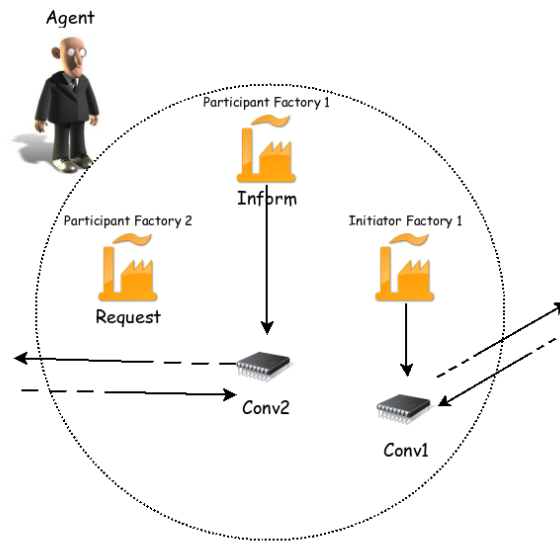 Agent
Participant Factory 1
Inform
Participant Factory 2
Initiator Factory 1
Request
Conv2
Conv1